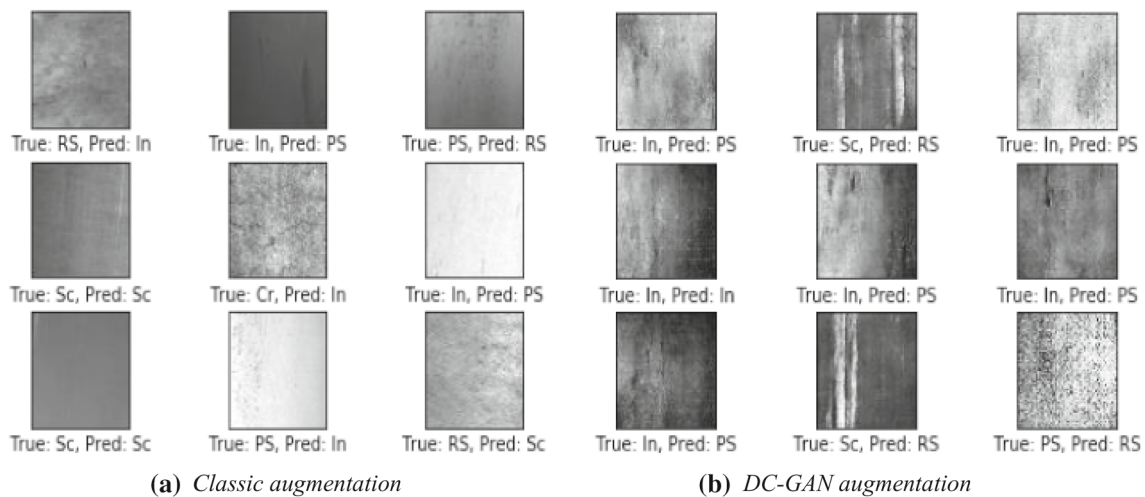 True: RS, Pred: In True: In, Pred: PS True: PS, Pred: RS True: In, Pred: PS True: Sc, Pred: RS True: In, Pred: PS
True: Sc, Pred: Sc True: Cr, Pred: In True: In, Pred: PS True: In, Pred: In True: In, Pred: PS True: In, Pred: PS
True: Sc, Pred: Sc True: PS, Pred: In True: RS, Pred: Sc True: In, Pred: PS True: Sc, Pred: RS True: PS, Pred: RS
(a) Classic augmentation (b) DC-GAN augmentation